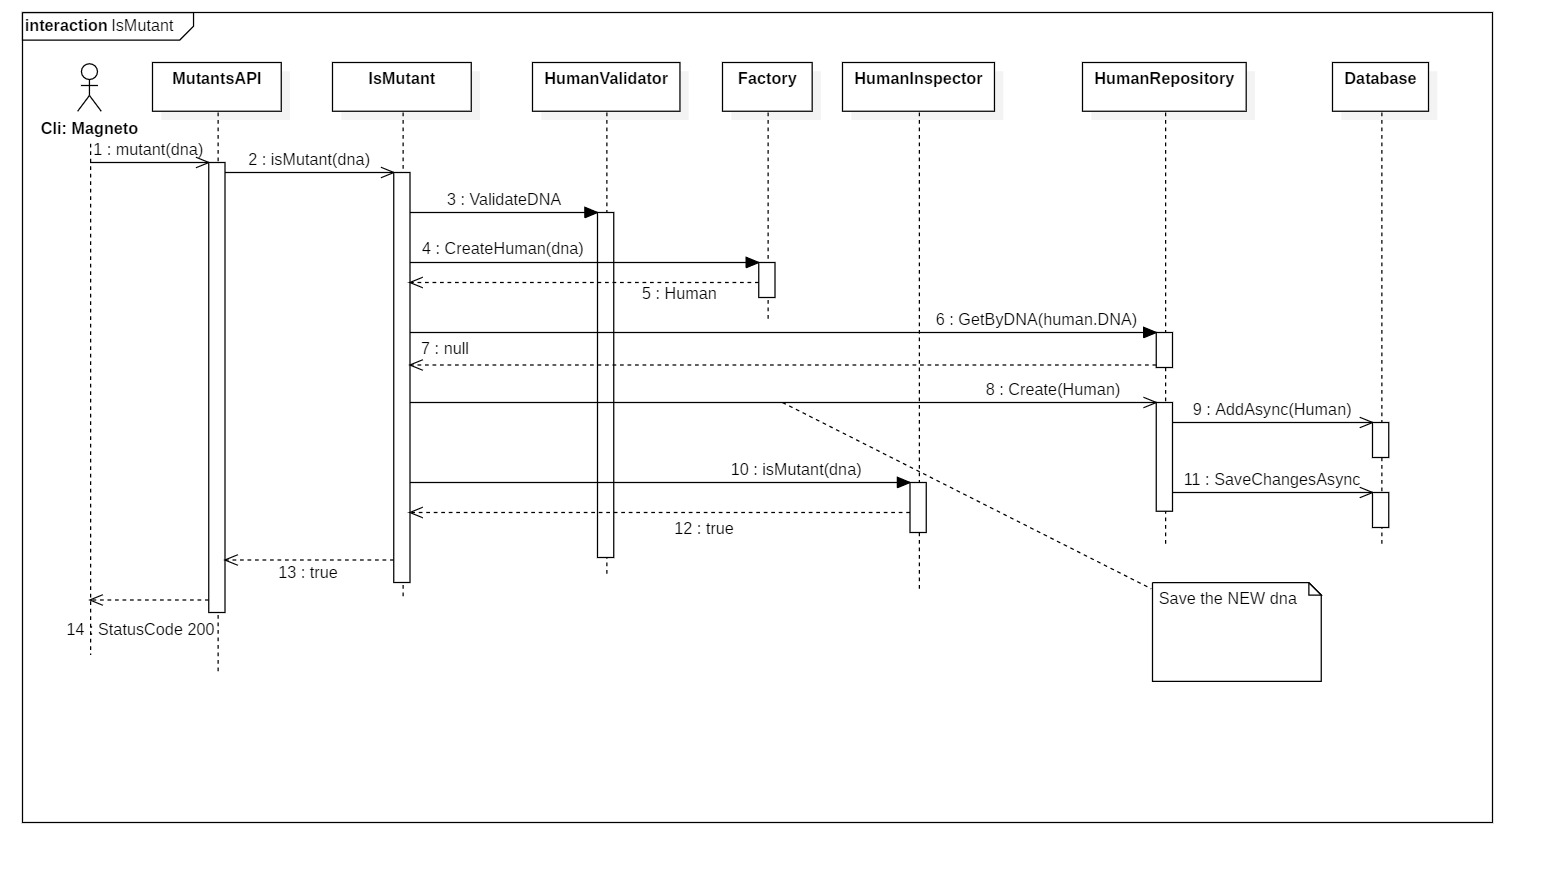 interaction IsMutant
MutantsAPI
IsMutant
HumanValidator
Factory
HumanInspector
HumanRepository
Database
Cli: Magneto
1 : mutant(dna)
2 : isMutant(dna)
3 : ValidateDNA
4 : CreateHuman(dna)
5 : Human
6 : GetByDNA(human.DNA)
7 : null
8 : Create(Human)
9 : AddAsync(Human)
10 : isMutant(dna)
11 : SaveChangesAsync
12 : true
13 : true
Save the NEW dna
14 : StatusCode 200